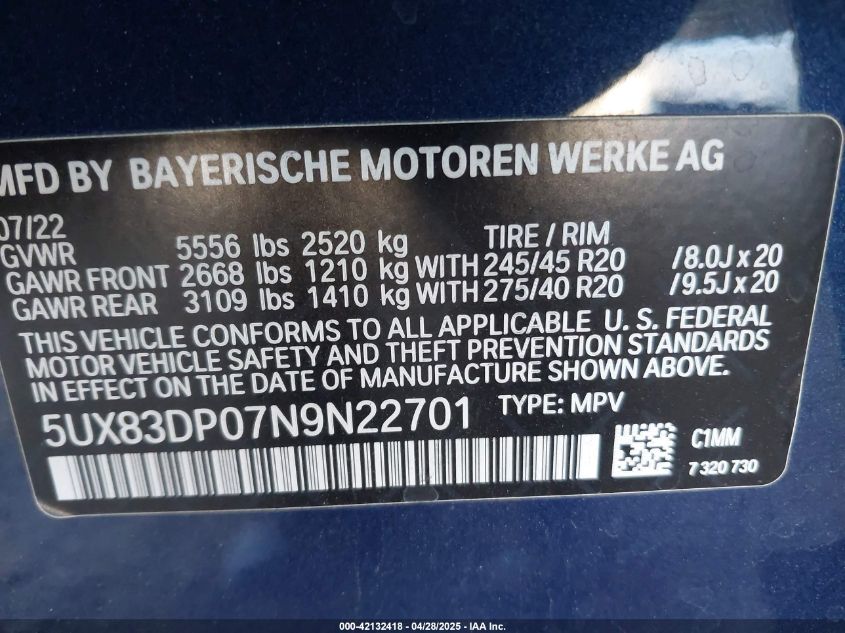 MFD BY BAYERISCHE MOTOREN WERKE AG
07/22
GVWR 5556 lbs 2520 kg TIRE / RIM
GAWR FRONT 2668 lbs 1210 kg WITH 245/45 R20 /8.0J x 20
GAWR REAR 3109 lbs 1410 kg WITH 275/40 R20 /9.5J x 20
THIS VEHICLE CONFORMS TO ALL APPLICABLE U. S. FEDERAL
MOTOR VEHICLE SAFETY AND THEFT PREVENTION STANDARDS
IN EFFECT ON THE DATE OF MANUFACTURE SHOWN ABOVE.
5UX83DP07N9N22701 TYPE: MPV
C1MM
7 320 730
000-42132418 - 04/28/2025 - IAA Inc.